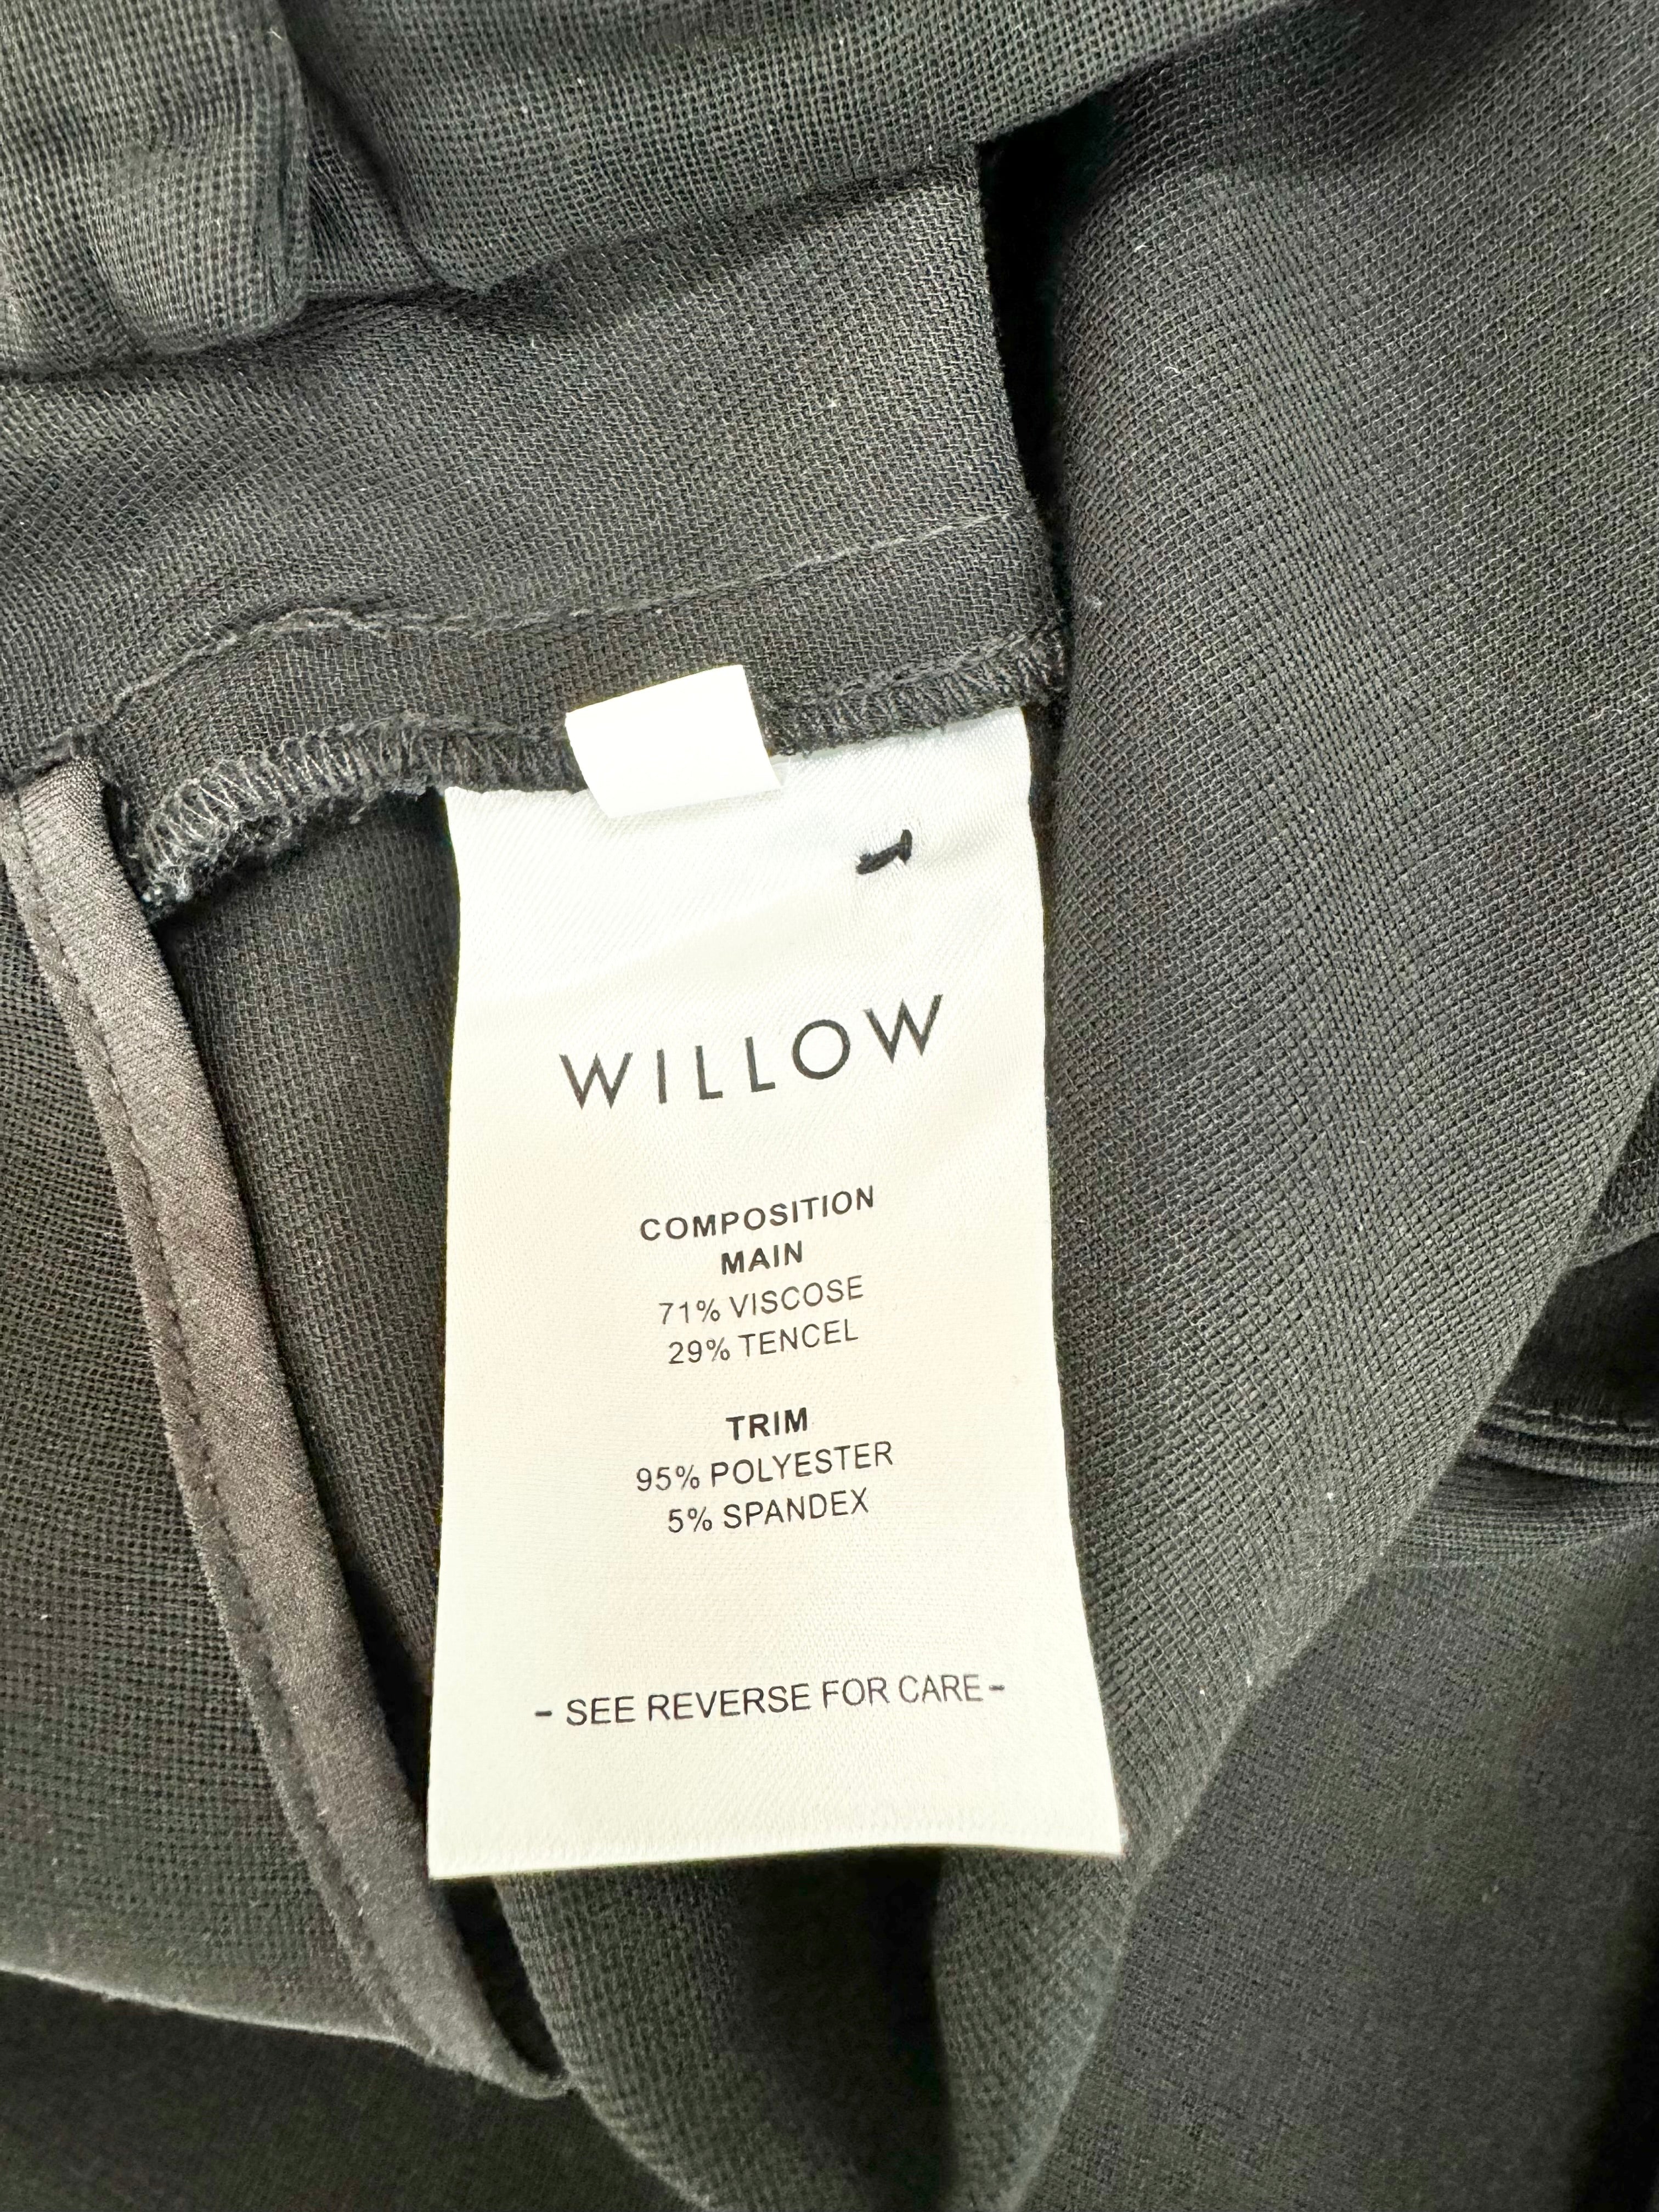 WILLOW
COMPOSITION
MAIN
71% VISCOSE
29% TENCEL
TRIM
95% POLYESTER
5% SPANDEX
- SEE REVERSE FOR CARE -